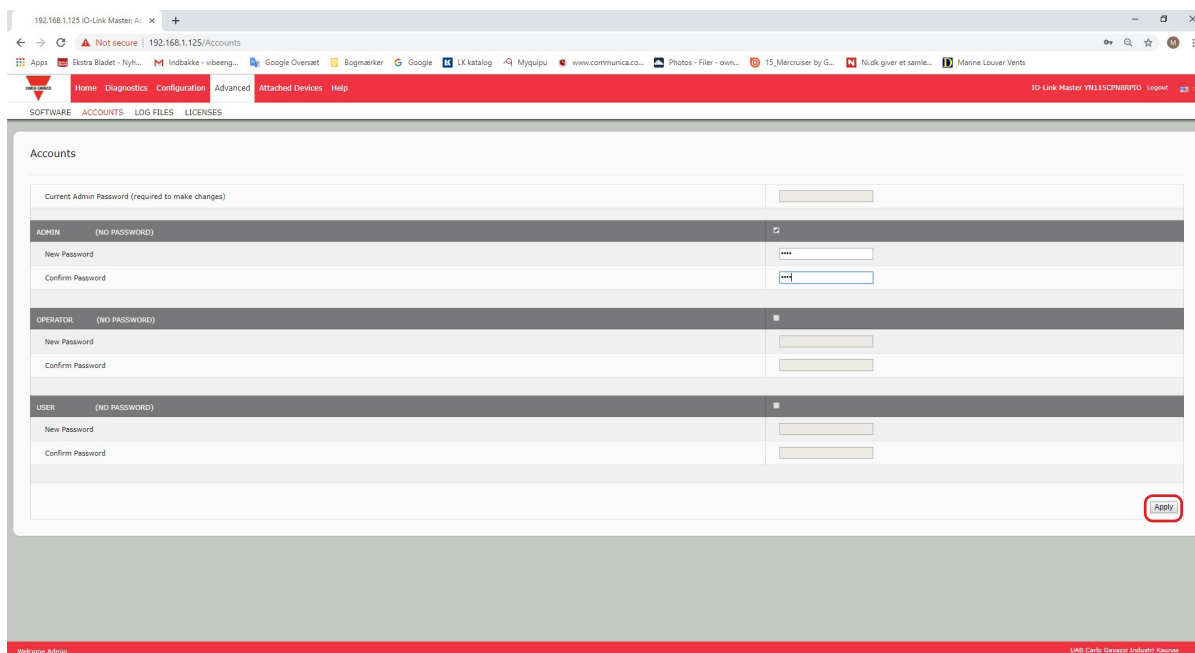 192.168.1.125 IO-Link Master: Ac
Not secure | 192.168.1.125/Accounts
Apps Ekstra Bladet - Nyh... Indbakke - vibeeng... Google Oversæt Bogmærker Google LK katalog Myquipu www.communica.co... Photos - Filer - own... 15_Mercruiser by G... Ni.dk giver et samle... Marine Louver Vents
CARLO GAVAZZI Home Diagnostics Configuration Advanced Attached Devices Help IO-Link Master YN115CPN8RPIO Logout
SOFTWARE ACCOUNTS LOG FILES LICENSES
Accounts
Current Admin Password (required to make changes)
ADMIN (NO PASSWORD)
New Password ••••
Confirm Password ••••
OPERATOR (NO PASSWORD)
New Password
Confirm Password
USER (NO PASSWORD)
New Password
Confirm Password
Apply
Welcome Admin UAB Carlo Gavazzi Industri Kaunas